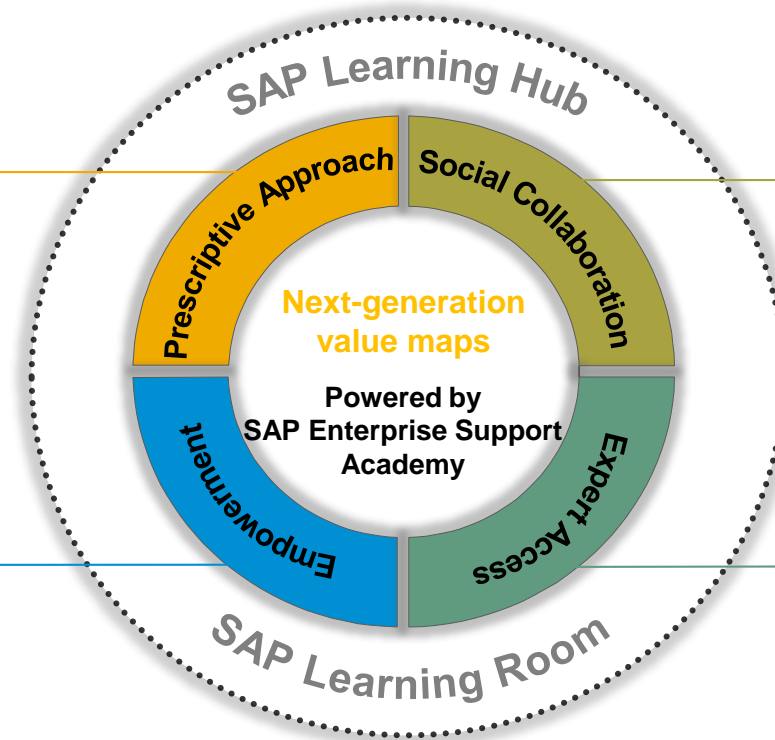 SAP Learning Hub
Prescriptive Approach
Social Collaboration
Next-generation
value maps
Powered by
SAP Enterprise Support
Academy
Empowerment
Expert Access
SAP Learning Room